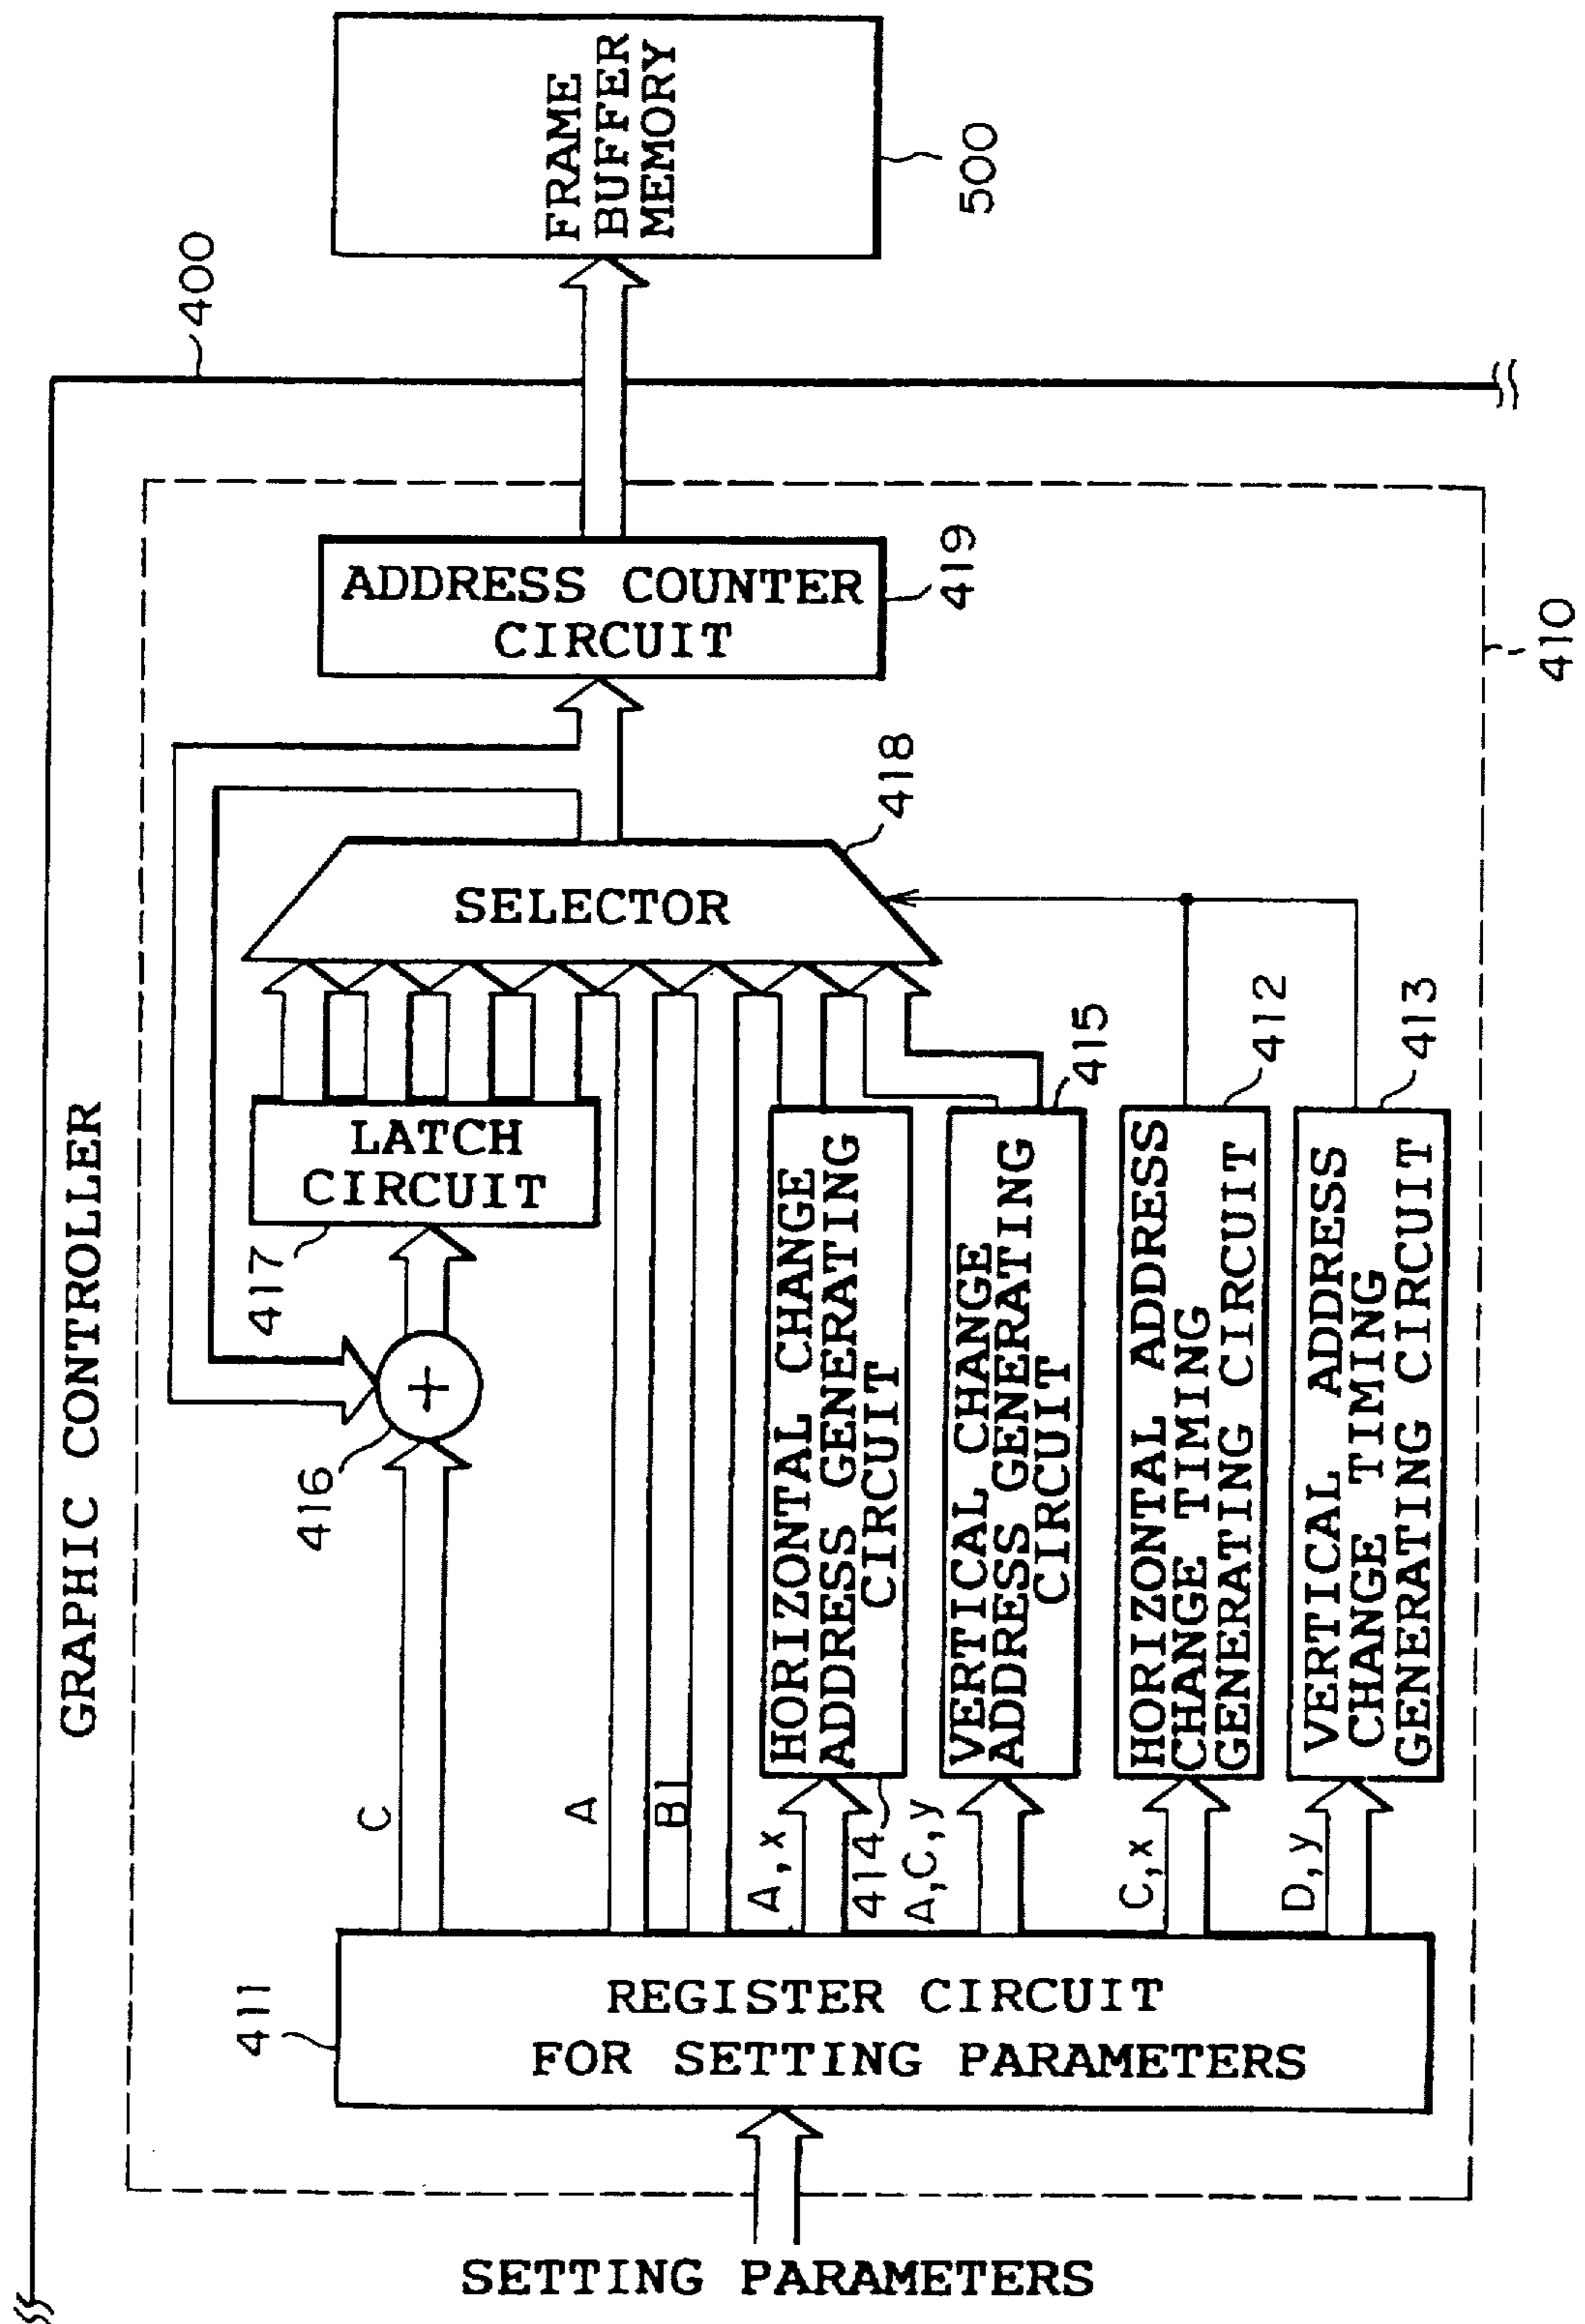 GRAPHIC CONTROLLER
400
410
SETTING PARAMETERS
411
REGISTER CIRCUIT
FOR SETTING PARAMETERS
C
A
B1
A,x
A,C,y
C,x
D,y
416
+
417
LATCH
CIRCUIT
414
HORIZONTAL CHANGE
ADDRESS GENERATING
CIRCUIT
415
VERTICAL CHANGE
ADDRESS GENERATING
CIRCUIT
412
HORIZONTAL ADDRESS
CHANGE TIMING
GENERATING CIRCUIT
413
VERTICAL ADDRESS
CHANGE TIMING
GENERATING CIRCUIT
SELECTOR
418
ADDRESS COUNTER
CIRCUIT
419
FRAME
BUFFER
MEMORY
500